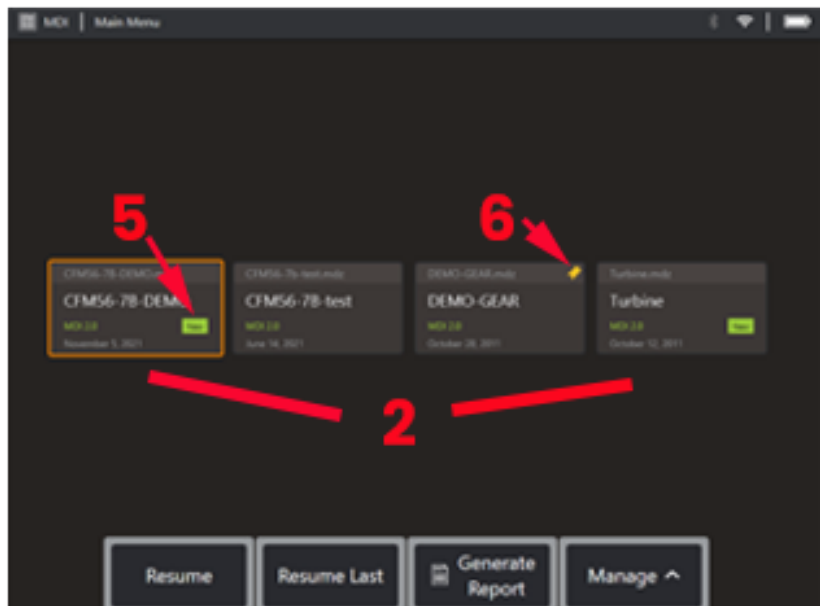 MDI | Main Menu
5
6
CFM56-7B-DEMO.mdz
CFM56-7b-test.mdz
DEMO-GEAR.mdz
Turbine.mdz
CFM56-7B-DEMO
CFM56-7B-test
DEMO-GEAR
Turbine
MDI 2.0
MDI 2.0
MDI 2.0
MDI 2.0
November 5, 2021
June 14, 2021
October 28, 2011
October 12, 2011
2
Resume
Resume Last
Generate
Report
Manage